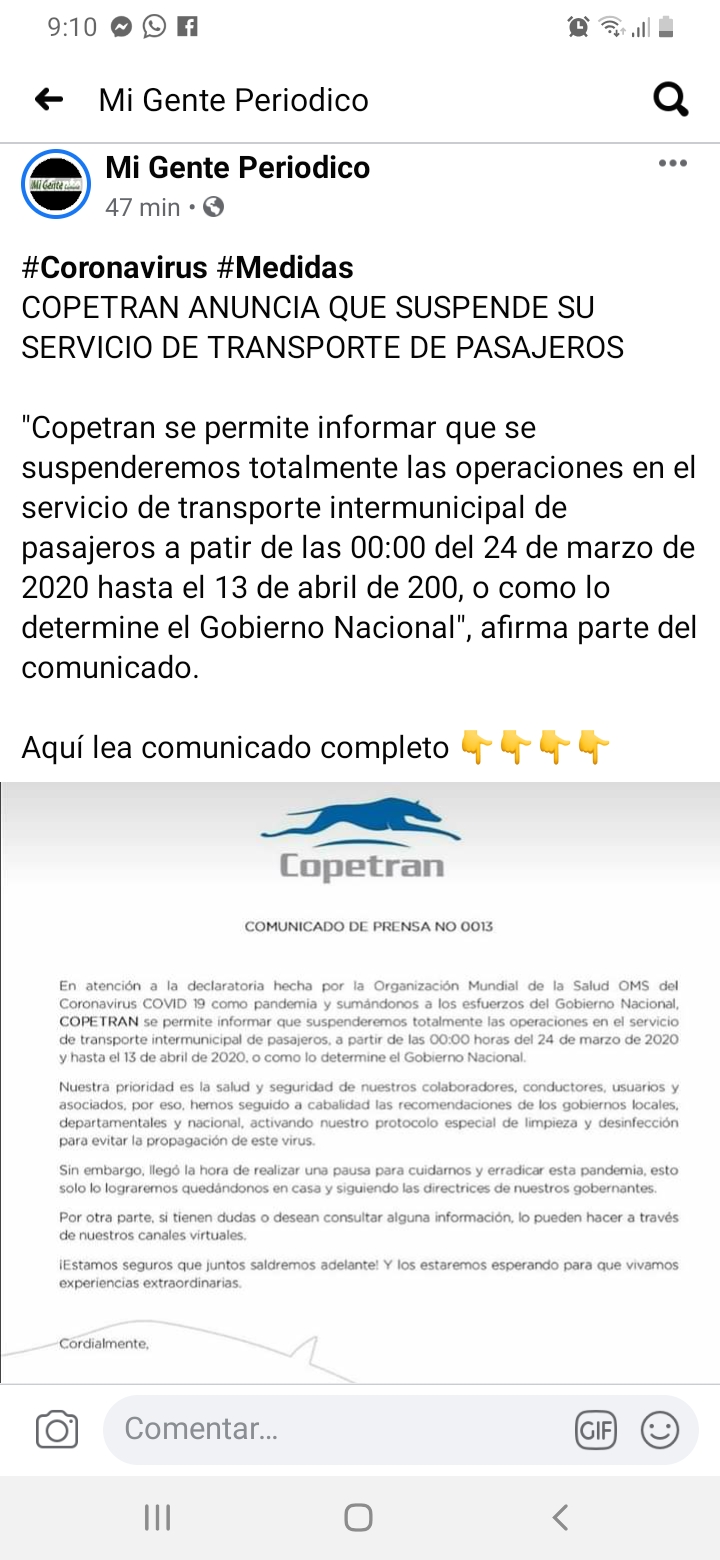 9:10
Mi Gente Periodico
Mi Gente
Mi Gente Periodico
47 min •
#Coronavirus #Medidas
COPETRAN ANUNCIA QUE SUSPENDE SU
SERVICIO DE TRANSPORTE DE PASAJEROS
"Copetran se permite informar que se
suspenderemos totalmente las operaciones en el
servicio de transporte intermunicipal de
pasajeros a patir de las 00:00 del 24 de marzo de
2020 hasta el 13 de abril de 200, o como lo
determine el Gobierno Nacional", afirma parte del
comunicado.
Aquí lea comunicado completo 👇👇👇👇
Copetran
COMUNICADO DE PRENSA NO 0013
En atención a la declaratoria hecha por la Organización Mundial de la Salud OMS del
Coronavirus COVID 19 como pandemia y sumándonos a los esfuerzos del Gobierno Nacional,
COPETRAN se permite informar que suspenderemos totalmente las operaciones en el servicio
de transporte intermunicipal de pasajeros, a partir de las 00:00 horas del 24 de marzo de 2020
y hasta el 13 de abril de 2020, o como lo determine el Gobierno Nacional.
Nuestra prioridad es la salud y seguridad de nuestros colaboradores, conductores, usuarios y
asociados, por eso, hemos seguido a cabalidad las recomendaciones de los gobiernos locales,
departamentales y nacional, activando nuestro protocolo especial de limpieza y desinfección
para evitar la propagación de este virus.
Sin embargo, llegó la hora de realizar una pausa para cuidarnos y erradicar esta pandemia, esto
solo lo lograremos quedándonos en casa y siguiendo las directrices de nuestros gobernantes.
Por otra parte, si tienen dudas o desean consultar alguna información, lo pueden hacer a través
de nuestros canales virtuales.
¡Estamos seguros que juntos saldremos adelante! Y los estaremos esperando para que vivamos
experiencias extraordinarias.
Cordialmente,
Comentar...
GIF